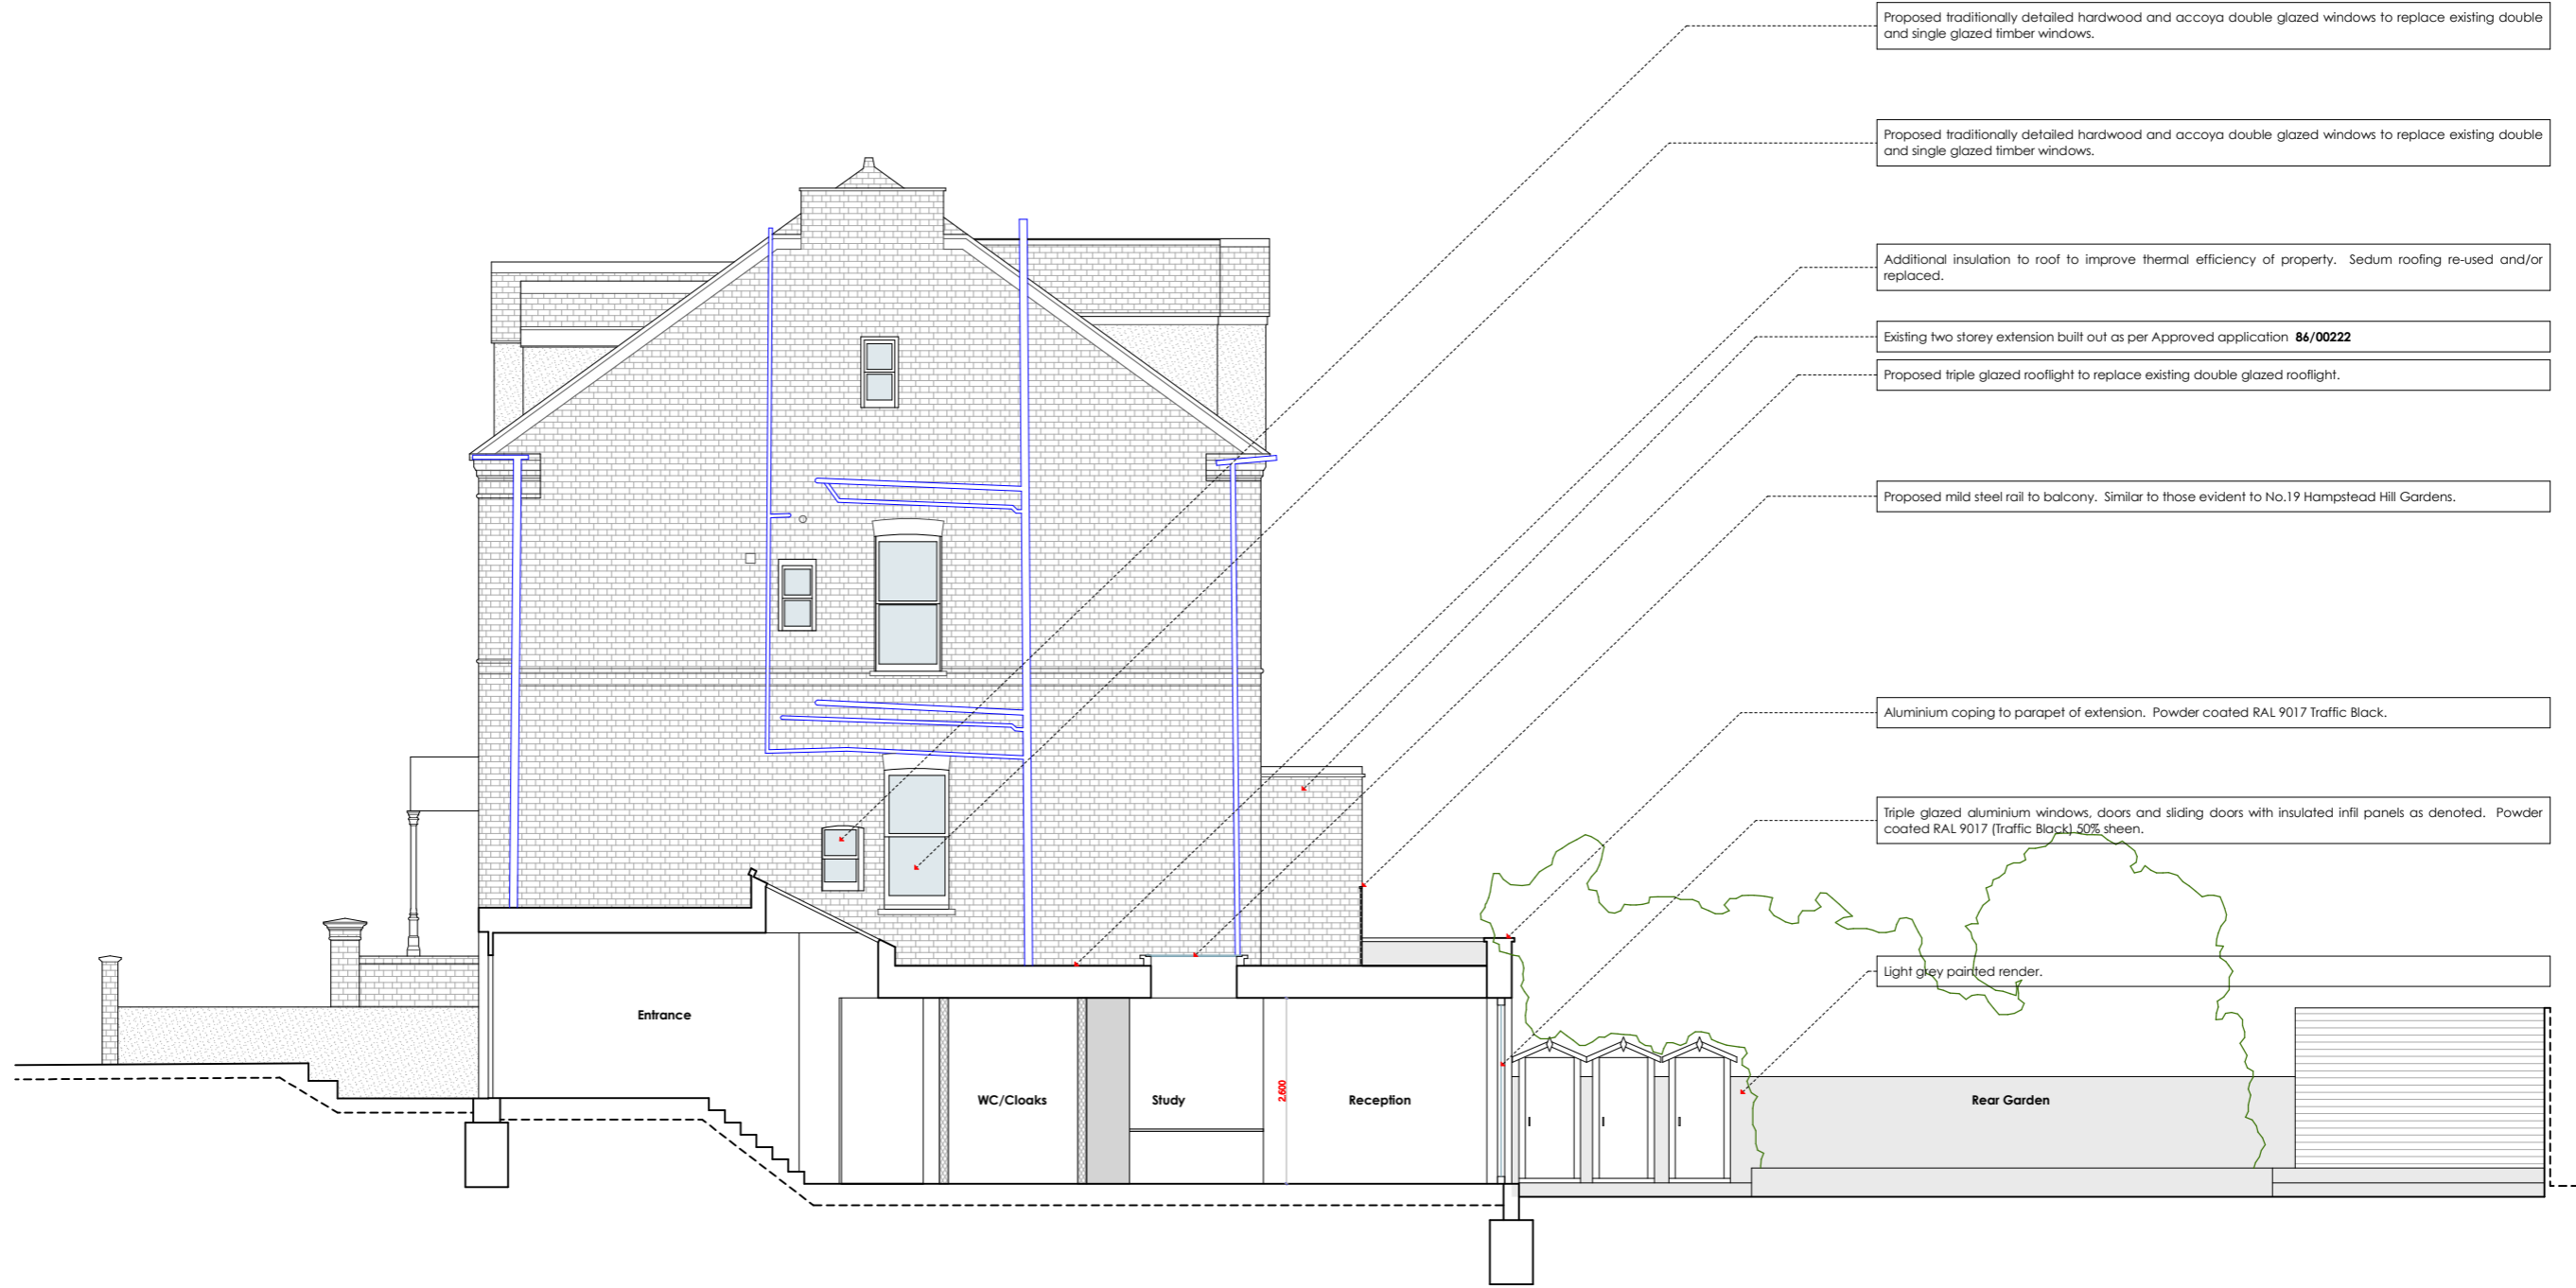 Proposed traditionally detailed hardwood and accoya double glazed windows to replace existing double
and single glazed timber windows.
Proposed traditionally detailed hardwood and accoya double glazed windows to replace existing double
and single glazed timber windows.
Additional insulation to roof to improve thermal efficiency of property. Sedum roofing re-used and/or
replaced.
Existing two storey extension built out as per Approved application 86/00222
Proposed triple glazed rooflight to replace existing double glazed rooflight.
Proposed mild steel rail to balcony. Similar to those evident to No.19 Hampstead Hill Gardens.
Aluminium coping to parapet of extension. Powder coated RAL 9017 Traffic Black.
Triple glazed aluminium windows, doors and sliding doors with insulated infil panels as denoted. Powder
coated RAL 9017 (Traffic Black) 50% sheen.
Light grey painted render.
Entrance
WC/Cloaks
Study
2,600
Reception
Rear Garden